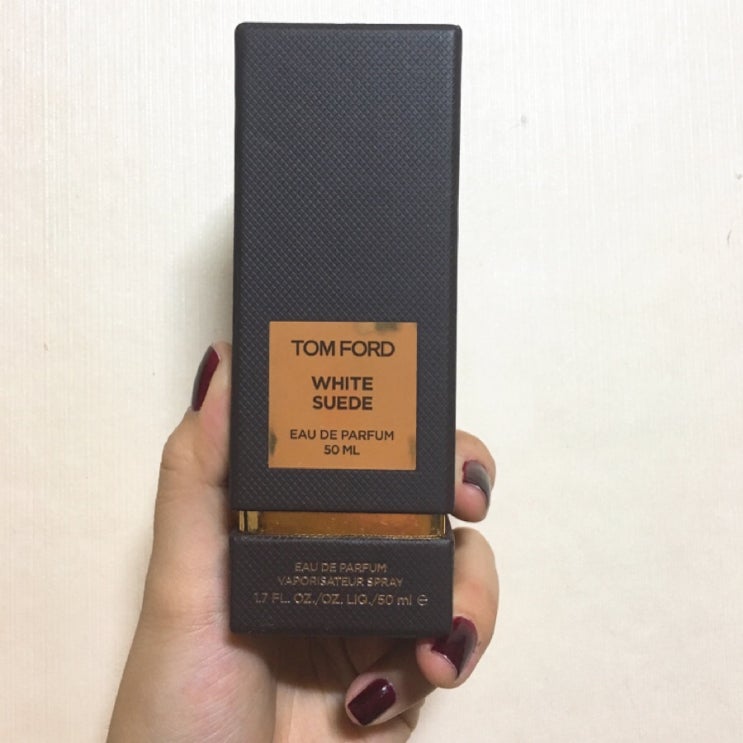 TOM FORD
WHITE
SUEDE
EAU DE PARFUM
50 ML
EAU DE PARFUM
VAPORISATEUR SPRAY
1.7 FL. OZ./OZ. LIQ./50 ml ℮